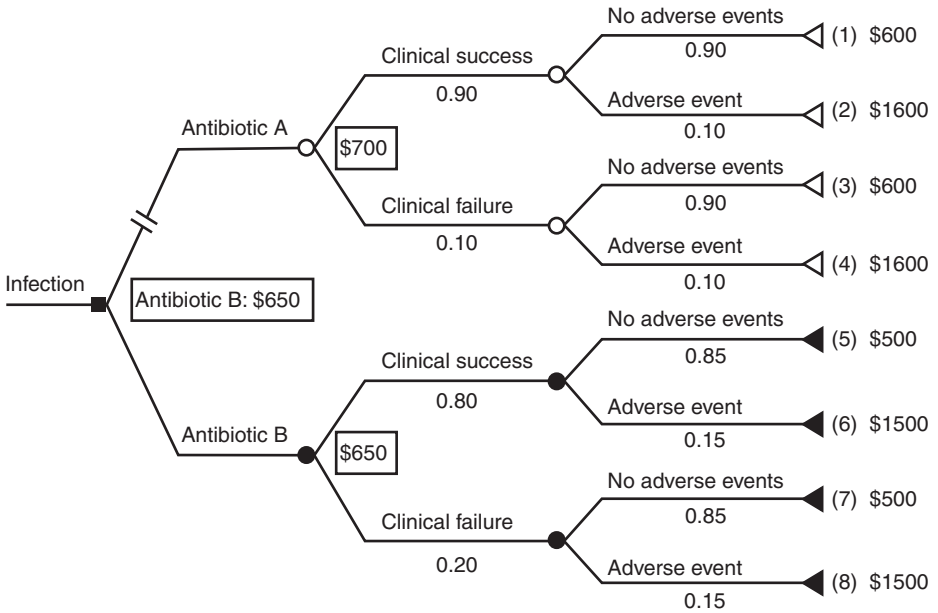 No adverse events
0.90
(1) $600
Clinical success
0.90
Adverse event
0.10
(2) $1600
Antibiotic A
$700
No adverse events
0.90
(3) $600
Clinical failure
0.10
Adverse event
0.10
(4) $1600
Infection
Antibiotic B: $650
No adverse events
0.85
(5) $500
Clinical success
0.80
Adverse event
0.15
(6) $1500
Antibiotic B
$650
No adverse events
0.85
(7) $500
Clinical failure
0.20
Adverse event
0.15
(8) $1500